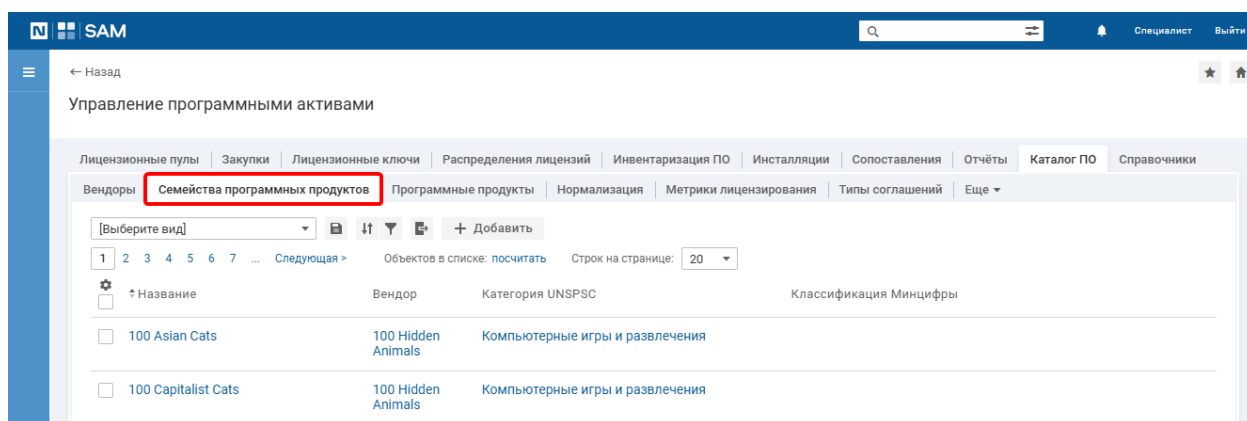 N SAM Специалист Выйти
← Назад
Управление программными активами
Лицензионные пулы Закупки Лицензионные ключи Распределения лицензий Инвентаризация ПО Инсталляции Сопоставления Отчёты Каталог ПО Справочники
Вендоры Семейства программных продуктов Программные продукты Нормализация Метрики лицензирования Типы соглашений Еще
[Выберите вид] + Добавить
1 2 3 4 5 6 7 ... Следующая > Объектов в списке: посчитать Строк на странице: 20
Название Вендор Категория UNSPSC Классификация Минцифры
100 Asian Cats 100 Hidden Компьютерные игры и развлечения
Animals
100 Capitalist Cats 100 Hidden Компьютерные игры и развлечения
Animals